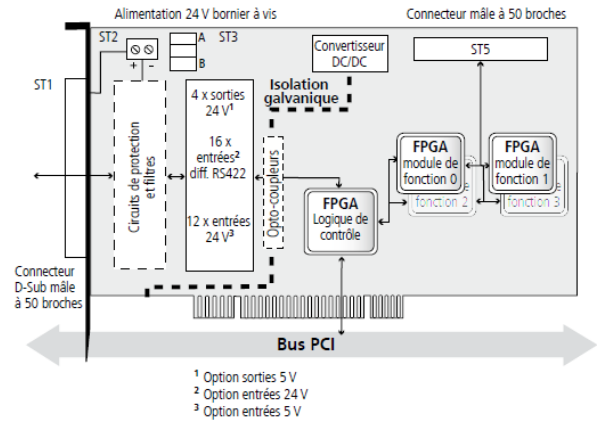 Alimentation 24 V bornier à vis
Connecteur mâle à 50 broches
ST2
A
ST3
B
+
-
Convertisseur
DC/DC
ST5
ST1
Isolation
galvanique
Circuits de protection
et filtres
4 x sorties
24 V¹
16 x
entrées²
diff. RS422
12 x entrées
24 V³
Opto-coupleurs
FPGA
Logique de
contrôle
FPGA
module de
fonction 0
fonction 2
FPGA
module de
fonction 1
fonction 3
Connecteur
D-Sub mâle
à 50 broches
Bus PCI
¹ Option sorties 5 V
² Option entrées 24 V
³ Option entrées 5 V